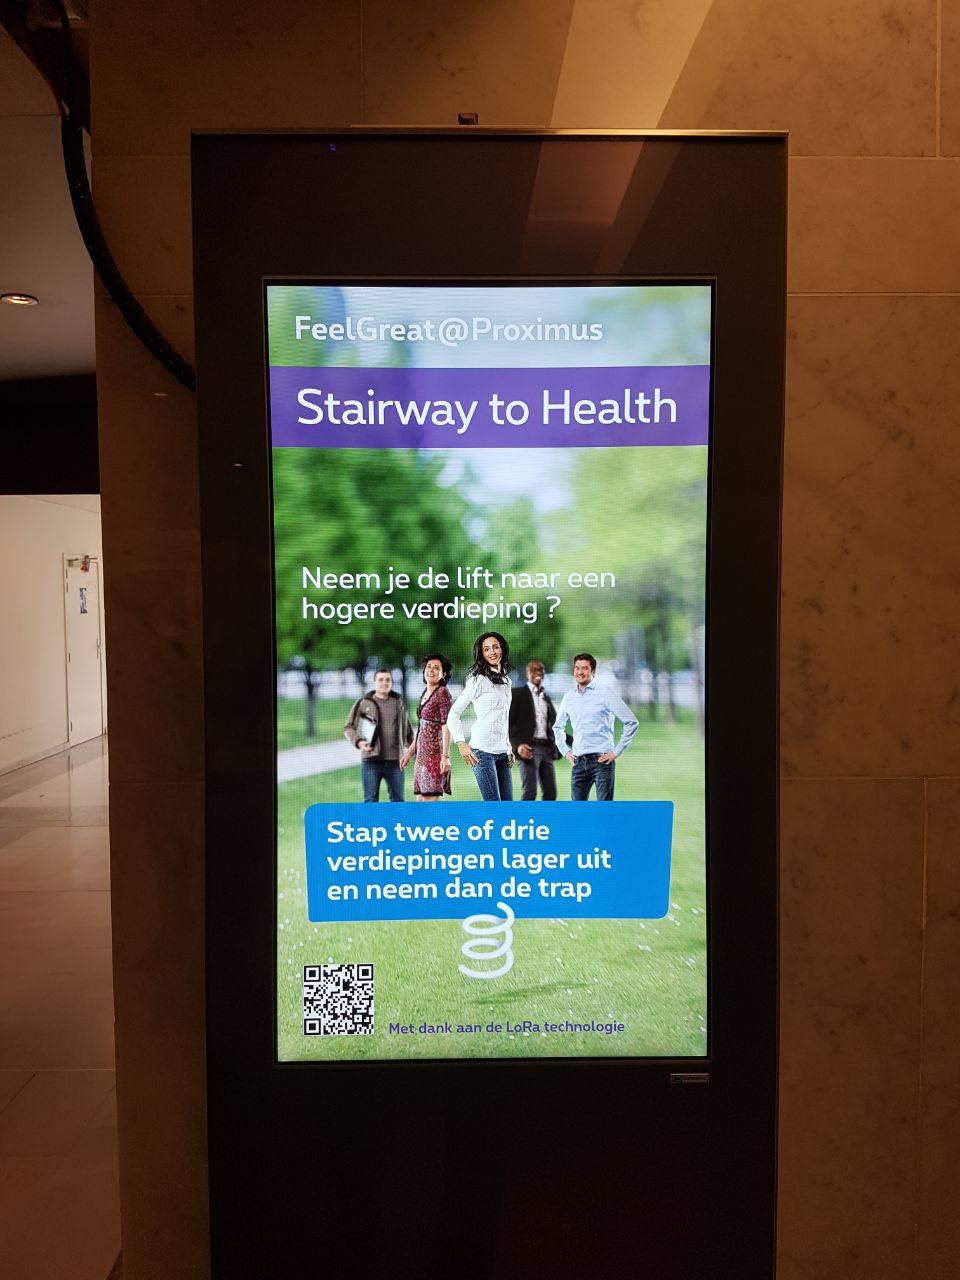 FeelGreat@Proximus
Stairway to Health
Neem je de lift naar een
hogere verdieping ?
Stap twee of drie
verdiepingen lager uit
en neem dan de trap
Met dank aan de LoRa technologie